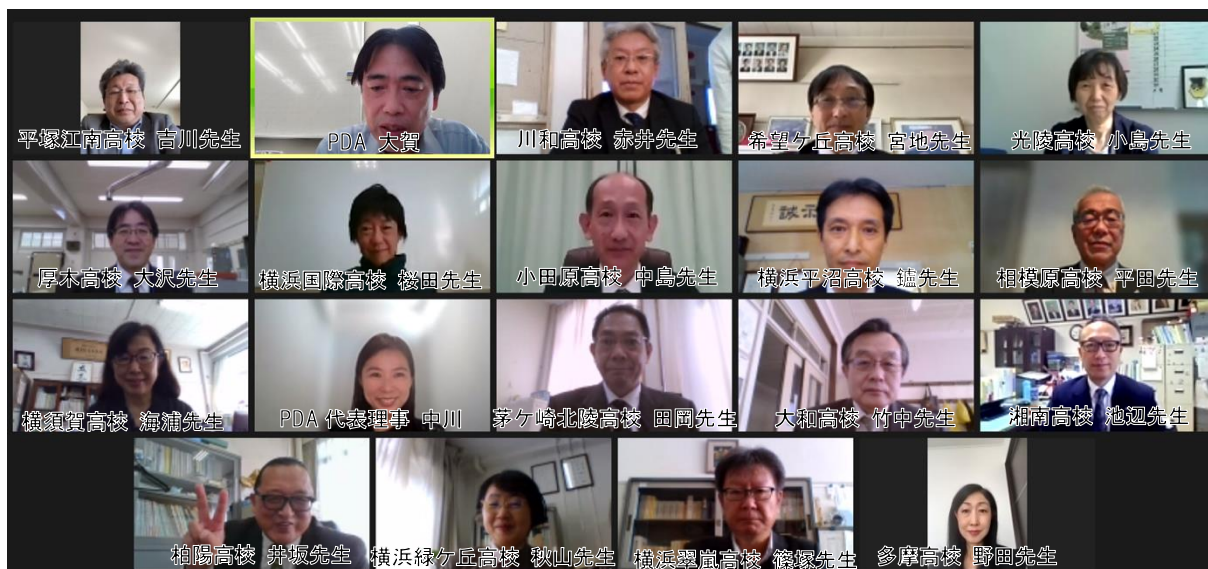 平塚江南高校 吉川先生
PDA 大賀
川和高校 赤井先生
希望ケ丘高校 宮地先生
光陵高校 小島先生
厚木高校 大沢先生
横浜国際高校 桜田先生
小田原高校 中島先生
横浜平沼高校 鑪先生
相模原高校 平田先生
横須賀高校 海浦先生
PDA 代表理事 中川
茅ケ崎北陵高校 田岡先生
大和高校 竹中先生
湘南高校 池辺先生
柏陽高校 井坂先生
横浜緑ケ丘高校 秋山先生
横浜翠嵐高校 篠塚先生
多摩高校 野田先生